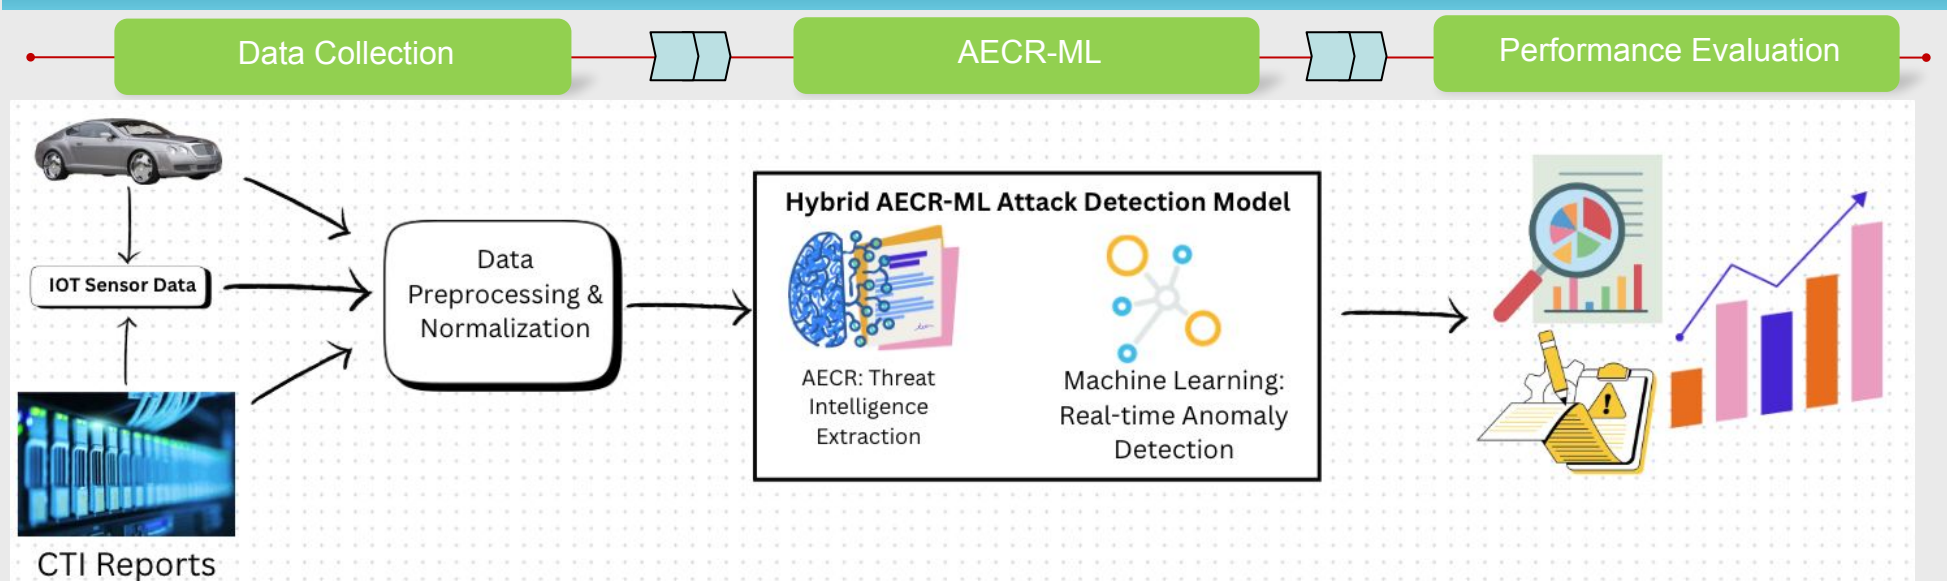 Data Collection
AECR-ML
Performance Evaluation
IOT Sensor Data
CTI Reports
Data
Preprocessing &
Normalization
Hybrid AECR-ML Attack Detection Model
AECR: Threat
Intelligence
Extraction
Machine Learning:
Real-time Anomaly
Detection